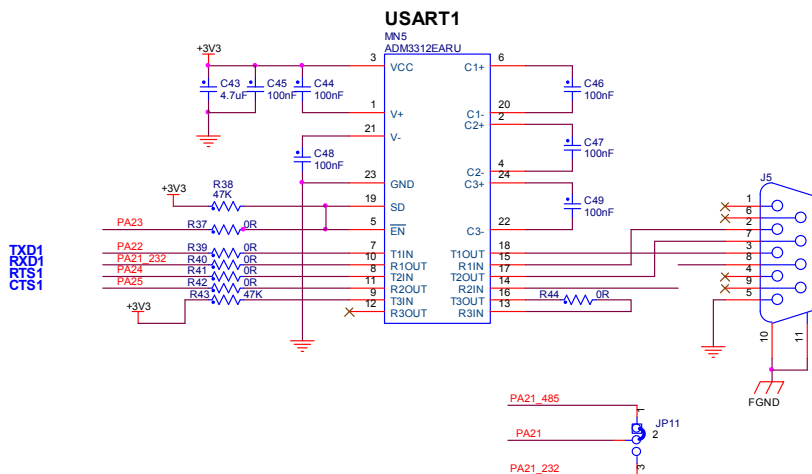 USART1
MN5
ADM3312EARU
+3V3
3 VCC C1+ 6
C43 4.7uF
C45 100nF
C44 100nF
C46 100nF
1 V+ C1- 20
C2+ 2
21 V-
C48 100nF
C47 100nF
C2- 4
23 GND C3+ 24
R38 47K
+3V3
19 SD
C49 100nF
PA23 R37 0R 5 EN C3- 22
TXD1 PA22 R39 0R 7 T1IN T1OUT 18
RXD1 PA21_232 R40 0R 10 R1OUT R1IN 15
RTS1 PA24 R41 0R 8 T2IN T2OUT 17
CTS1 PA25 R42 0R 11 R2OUT R2IN 14
R43 47K 9 T3IN T3OUT 16 R44 0R
+3V3
12 R3OUT R3IN 13
J5
1
6
2
7
3
8
4
9
5
10
11
FGND
PA21_485
1
JP11
PA21
2
3
PA21_232